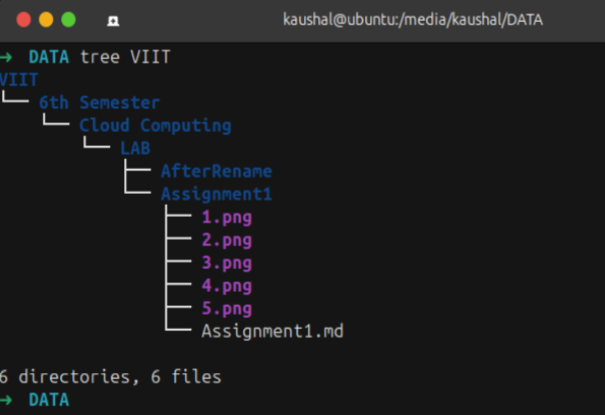 kaushal@ubuntu:/media/kaushal/DATA
➜ DATA tree VIIT
VIIT
└── 6th Semester
    └── Cloud Computing
        └── LAB
            ├── AfterRename
            └── Assignment1
                ├── 1.png
                ├── 2.png
                ├── 3.png
                ├── 4.png
                ├── 5.png
                └── Assignment1.md
6 directories, 6 files
➜ DATA